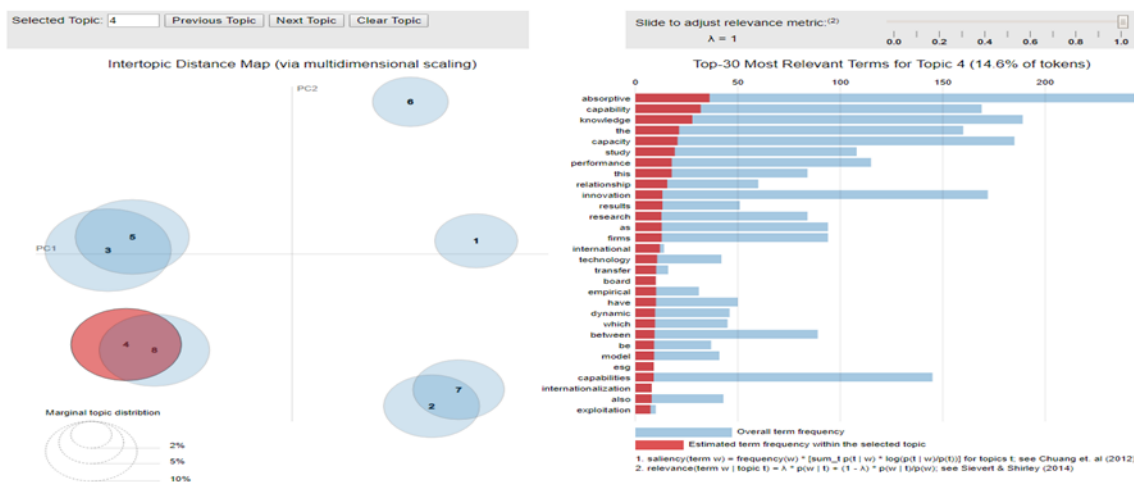 Selected Topic: 4 Previous Topic Next Topic Clear Topic
Slide to adjust relevance metric:(2)
λ = 1
0.0 0.2 0.4 0.6 0.8 1.0
Intertopic Distance Map (via multidimensional scaling)
PC2
PC1
6
5
3
1
4
8
7
2
Marginal topic distribtion
2%
5%
10%
Top-30 Most Relevant Terms for Topic 4 (14.6% of tokens)
0 50 100 150 200
absorptive
capability
knowledge
the
capacity
study
performance
this
relationship
innovation
results
research
as
firms
international
technology
transfer
board
empirical
have
dynamic
which
between
be
model
esg
capabilities
internationalization
also
exploitation
Overall term frequency
Estimated term frequency within the selected topic
1. saliency(term w) = frequency(w) * [sum_t p(t | w) * log(p(t | w)/p(t))] for topics t; see Chuang et. al (2012)
2. relevance(term w | topic t) = λ * p(w | t) + (1 - λ) * p(w | t)/p(w); see Sievert & Shirley (2014)